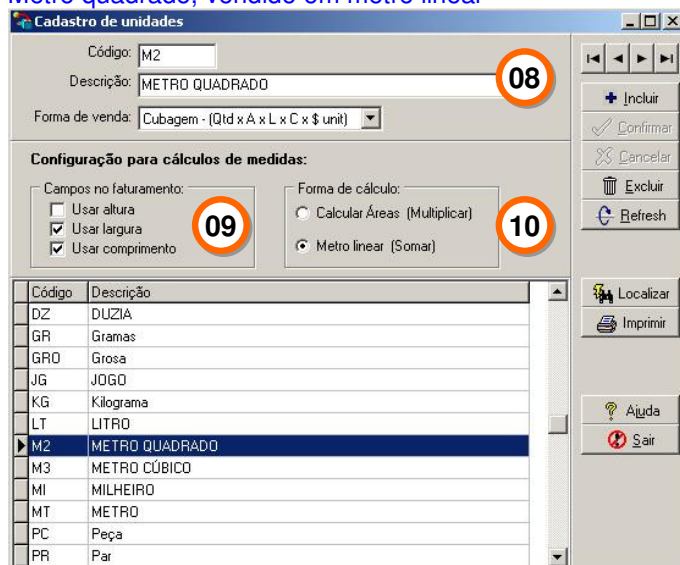 Metro quadrado, vendido em metro linear
Cadastro de unidades
Código: M2
Descrição: METRO QUADRADO
08
Forma de venda: Cubagem - (Qtd x A x L x C x $ unit)
Configuração para cálculos de medidas:
Campos no faturamento:
Usar altura
Usar largura
Usar comprimento
09
Forma de cálculo:
Calcular Áreas (Multiplicar)
Metro linear (Somar)
10
Código Descrição
DZ DUZIA
GR Gramas
GRO Grosa
JG JOGO
KG Kilograma
LT LITRO
M2 METRO QUADRADO
M3 METRO CÚBICO
MI MILHEIRO
MT METRO
PC Peça
PR Par
Incluir
Confirmar
Cancelar
Excluir
Refresh
Localizar
Imprimir
Ajuda
Sair